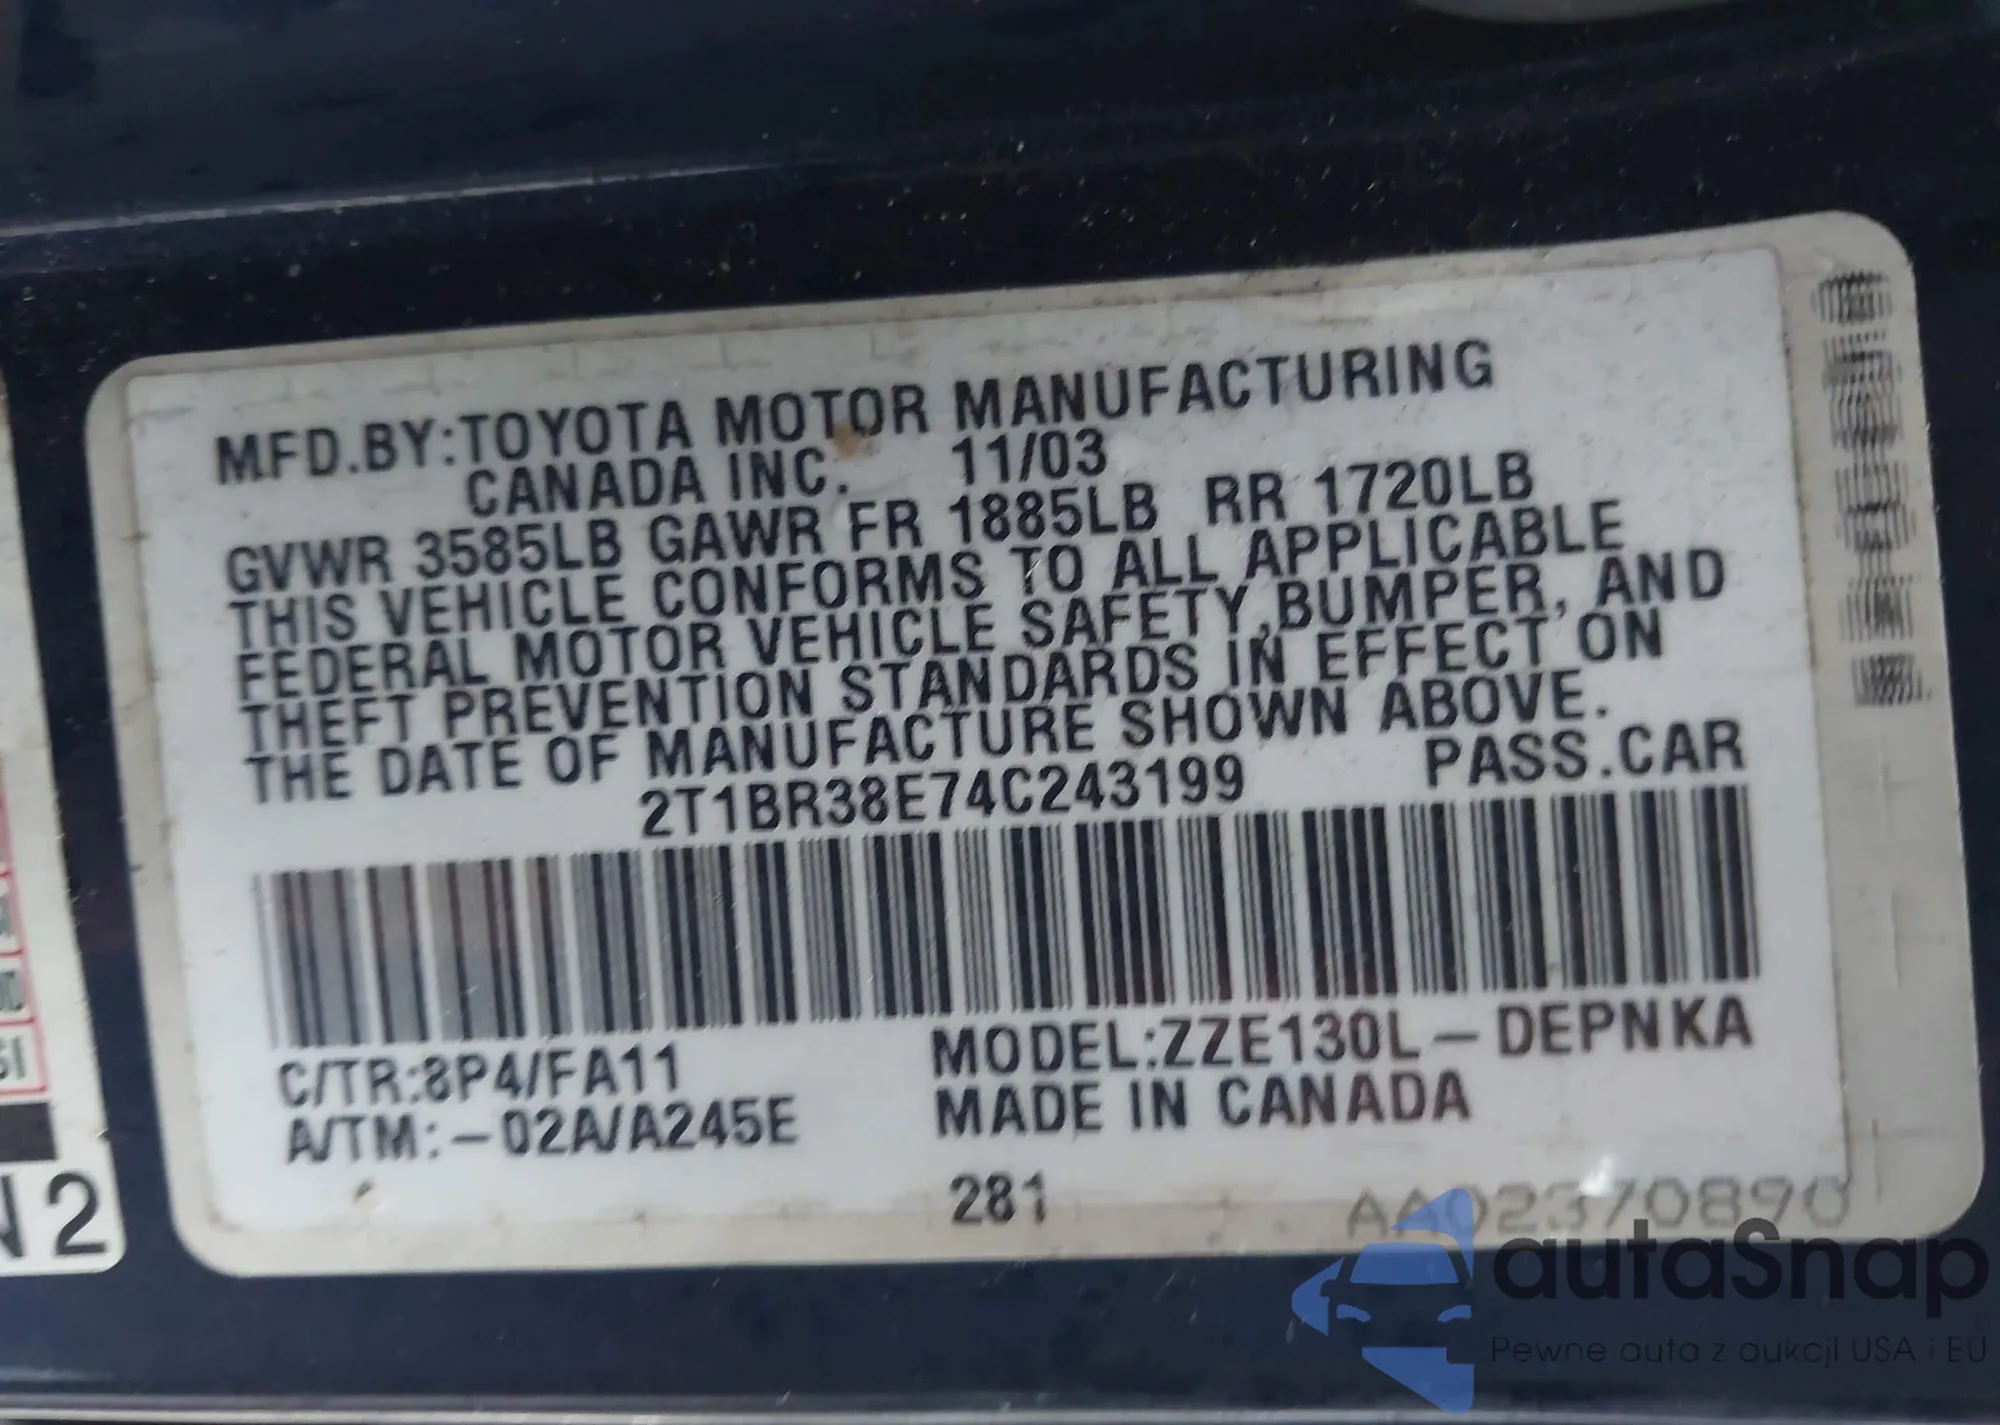 MFD.BY:TOYOTA MOTOR MANUFACTURING
CANADA INC. 11/03
GVWR 3585LB GAWR FR 1885LB RR 1720LB
THIS VEHICLE CONFORMS TO ALL APPLICABLE
FEDERAL MOTOR VEHICLE SAFETY,BUMPER, AND
THEFT PREVENTION STANDARDS IN EFFECT ON
THE DATE OF MANUFACTURE SHOWN ABOVE.
2T1BR38E74C243199 PASS.CAR
C/TR:8P4/FA11 MODEL:ZZE130L-DEPNKA
A/TM:-02A/A245E MADE IN CANADA
281 AA02370890
N2
autaSnap
Pewne auta z aukcji USA i EU